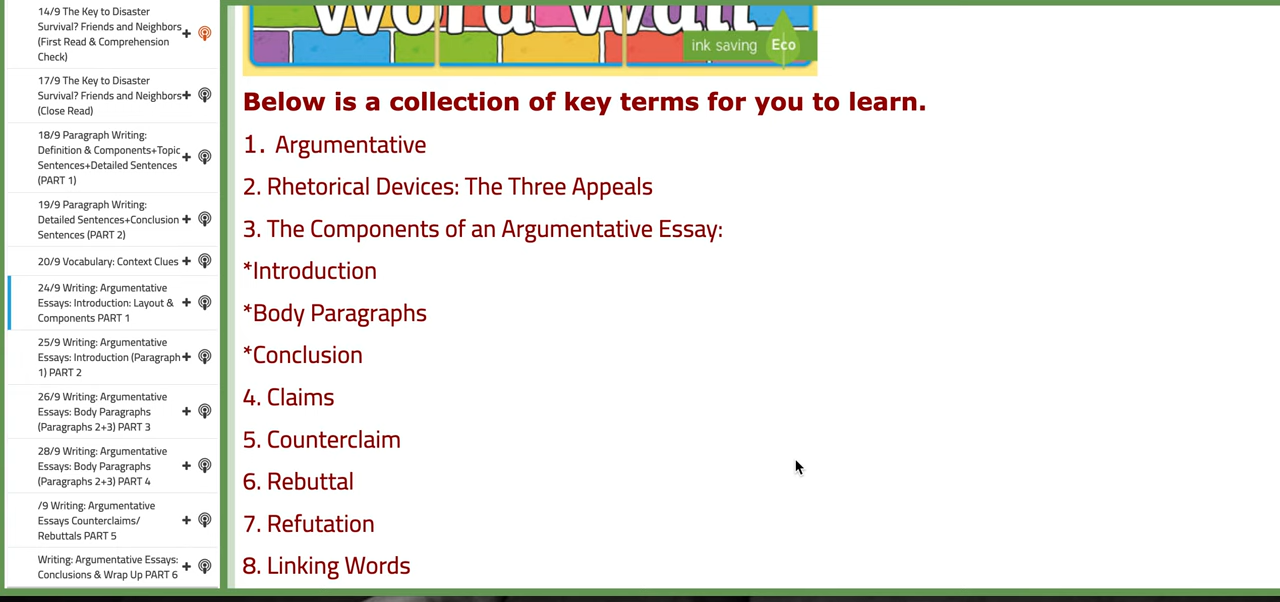 14/9 The Key to Disaster
Survival? Friends and Neighbors
(First Read & Comprehension
Check)
17/9 The Key to Disaster
Survival? Friends and Neighbors
(Close Read)
18/9 Paragraph Writing:
Definition & Components+Topic
Sentences+Detailed Sentences
(PART 1)
19/9 Paragraph Writing:
Detailed Sentences+Conclusion
Sentences (PART 2)
20/9 Vocabulary: Context Clues
24/9 Writing: Argumentative
Essays: Introduction: Layout &
Components PART 1
25/9 Writing: Argumentative
Essays: Introduction (Paragraph
1) PART 2
26/9 Writing: Argumentative
Essays: Body Paragraphs
(Paragraphs 2+3) PART 3
28/9 Writing: Argumentative
Essays: Body Paragraphs
(Paragraphs 2+3) PART 4
/9 Writing: Argumentative
Essays Counterclaims/
Rebuttals PART 5
Writing: Argumentative Essays:
Conclusions & Wrap Up PART 6
Word Wall
ink saving Eco
Below is a collection of key terms for you to learn.
1. Argumentative
2. Rhetorical Devices: The Three Appeals
3. The Components of an Argumentative Essay:
*Introduction
*Body Paragraphs
*Conclusion
4. Claims
5. Counterclaim
6. Rebuttal
7. Refutation
8. Linking Words